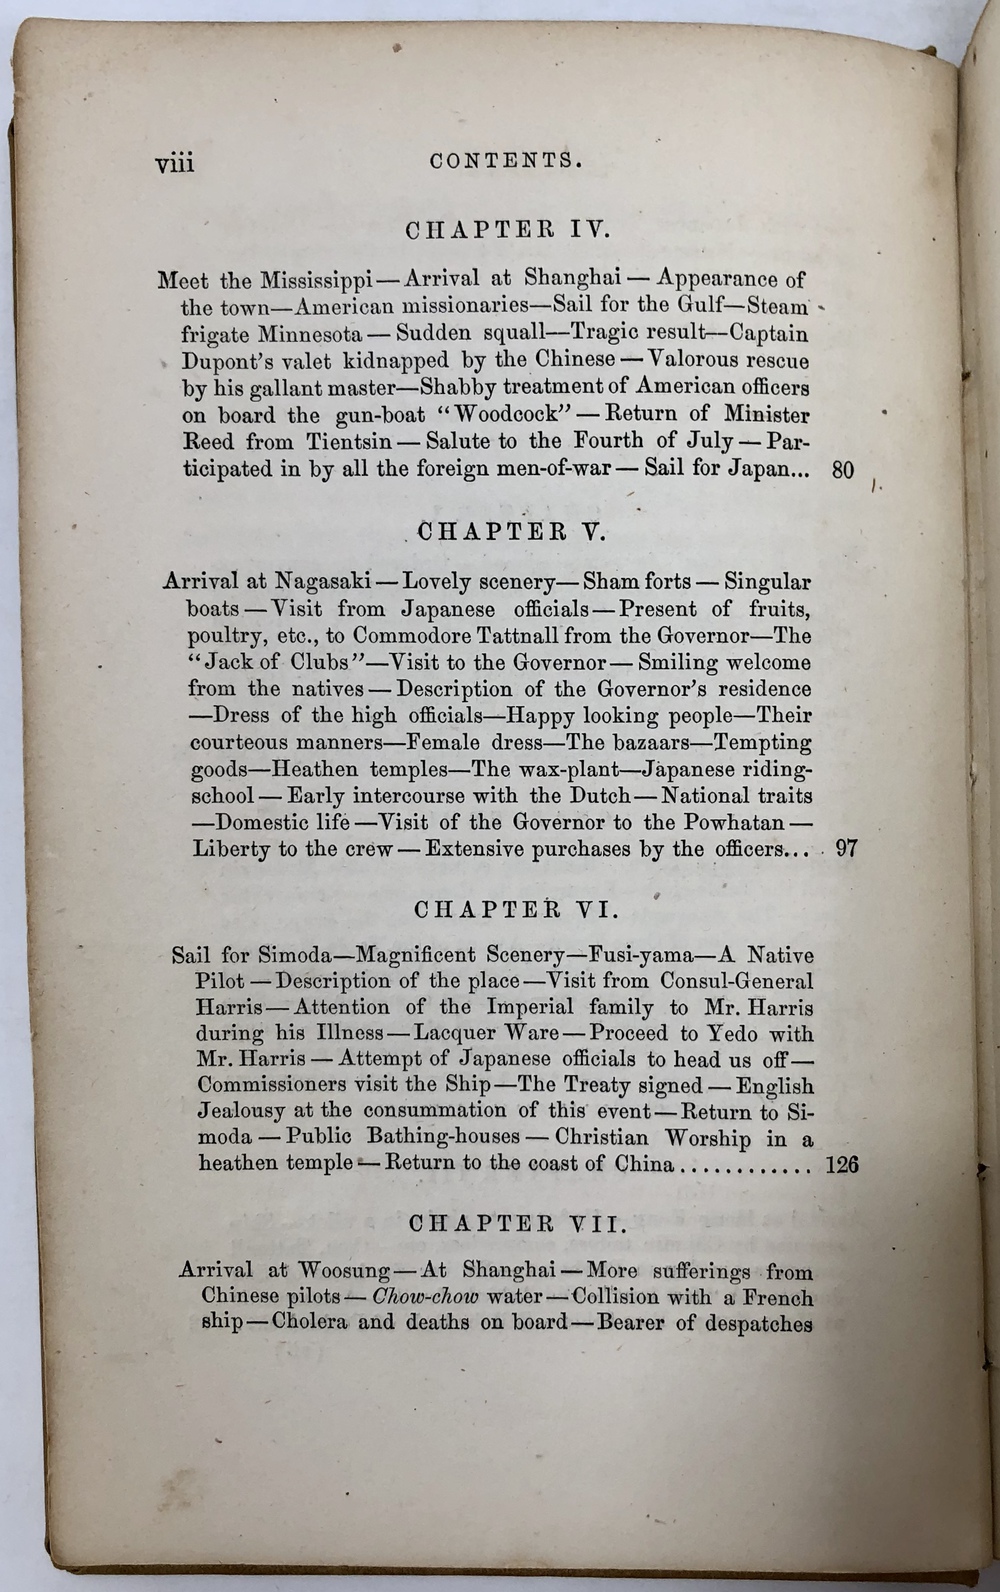 viii
CONTENTS.
CHAPTER IV.
Meet the Mississippi—Arrival at Shanghai — Appearance of
the town—American missionaries—Sail for the Gulf—Steam
frigate Minnesota — Sudden squall—Tragic result—Captain
Dupont's valet kidnapped by the Chinese — Valorous rescue
by his gallant master—Shabby treatment of American officers
on board the gun-boat “Woodcock” — Return of Minister
Reed from Tientsin — Salute to the Fourth of July — Par-
ticipated in by all the foreign men-of-war — Sail for Japan... 80
CHAPTER V.
Arrival at Nagasaki — Lovely scenery— Sham forts — Singular
boats — Visit from Japanese officials — Present of fruits,
poultry, etc., to Commodore Tattnall from the Governor—The
“Jack of Clubs”—Visit to the Governor — Smiling welcome
from the natives — Description of the Governor's residence
—Dress of the high officials—Happy looking people—Their
courteous manners—Female dress—The bazaars—Tempting
goods—Heathen temples—The wax-plant—Japanese riding-
school — Early intercourse with the Dutch — National traits
—Domestic life —Visit of the Governor to the Powhatan —
Liberty to the crew — Extensive purchases by the officers... 97
CHAPTER VI.
Sail for Simoda—Magnificent Scenery—Fusi-yama—A Native
Pilot — Description of the place —Visit from Consul-General
Harris — Attention of the Imperial family to Mr. Harris
during his Illness — Lacquer Ware — Proceed to Yedo with
Mr. Harris — Attempt of Japanese officials to head us off —
Commissioners visit the Ship —The Treaty signed — English
Jealousy at the consummation of this event — Return to Si-
moda — Public Bathing-houses — Christian Worship in a
heathen temple — Return to the coast of China ............ 126
CHAPTER VII.
Arrival at Woosung — At Shanghai — More sufferings from
Chinese pilots — Chow-chow water — Collision with a French
ship — Cholera and deaths on board — Bearer of despatches